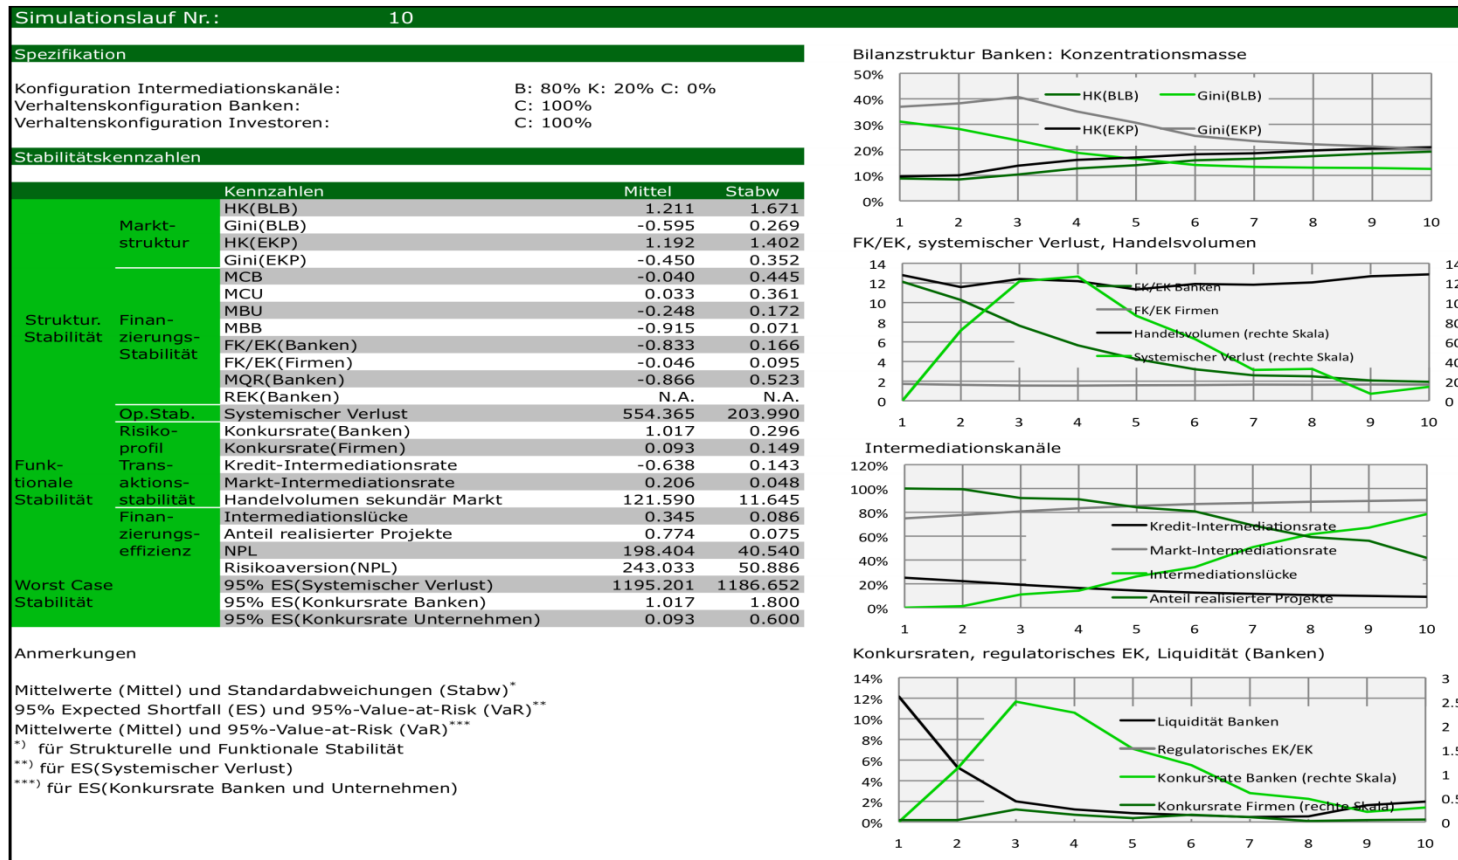 Simulationslauf Nr.: 10
Spezifikation
Konfiguration Intermediationskanäle: B: 80% K: 20% C: 0%
Verhaltenskonfiguration Banken: C: 100%
Verhaltenskonfiguration Investoren: C: 100%
Stabilitätskennzahlen
Kennzahlen Mittel Stabw
HK(BLB) 1.211 1.671
Markt- Gini(BLB) -0.595 0.269
struktur HK(EKP) 1.192 1.402
Gini(EKP) -0.450 0.352
MCB -0.040 0.445
MCU 0.033 0.361
Struktur. Finan- MBU -0.248 0.172
Stabilität zierungs- MBB -0.915 0.071
Stabilität FK/EK(Banken) -0.833 0.166
FK/EK(Firmen) -0.046 0.095
MQR(Banken) -0.866 0.523
REK(Banken) N.A. N.A.
Op.Stab. Systemischer Verlust 554.365 203.990
Risiko- Konkursrate(Banken) 1.017 0.296
profil Konkursrate(Firmen) 0.093 0.149
Funk- Trans- Kredit-Intermediationsrate -0.638 0.143
tionale aktions- Markt-Intermediationsrate 0.206 0.048
Stabilität stabilität Handelvolumen sekundär Markt 121.590 11.645
Finan- Intermediationslücke 0.345 0.086
zierungs- Anteil realisierter Projekte 0.774 0.075
effizienz NPL 198.404 40.540
Risikoaversion(NPL) 243.033 50.886
Worst Case 95% ES(Systemischer Verlust) 1195.201 1186.652
Stabilität 95% ES(Konkursrate Banken) 1.017 1.800
95% ES(Konkursrate Unternehmen) 0.093 0.600
Anmerkungen
Mittelwerte (Mittel) und Standardabweichungen (Stabw)*
95% Expected Shortfall (ES) und 95%-Value-at-Risk (VaR)**
Mittelwerte (Mittel) und 95%-Value-at-Risk (VaR)***
*) für Strukturelle und Funktionale Stabilität
**) für ES(Systemischer Verlust)
***) für ES(Konkursrate Banken und Unternehmen)
Bilanzstruktur Banken: Konzentrationsmasse
50%
40%
30%
20%
10%
0%
HK(BLB) Gini(BLB)
HK(EKP) Gini(EKP)
1 2 3 4 5 6 7 8 9 10
FK/EK, systemischer Verlust, Handelsvolumen
14
12
10
8
6
4
2
0
FK/EK Banken
FK/EK Firmen
Handelsvolumen (rechte Skala)
Systemischer Verlust (rechte Skala)
80
60
40
20
0
1 2 3 4 5 6 7 8 9 10
Intermediationskanäle
120%
100%
80%
60%
40%
20%
0%
Kredit-Intermediationsrate
Markt-Intermediationsrate
Intermediationslücke
Anteil realisierter Projekte
1 2 3 4 5 6 7 8 9 10
Konkursraten, regulatorisches EK, Liquidität (Banken)
14%
12%
10%
8%
6%
4%
2%
0%
Liquidität Banken
Regulatorisches EK/EK
Konkursrate Banken (rechte Skala)
Konkursrate Firmen (rechte Skala)
3
2.5
2
1.5
1
0.5
0
1 2 3 4 5 6 7 8 9 10